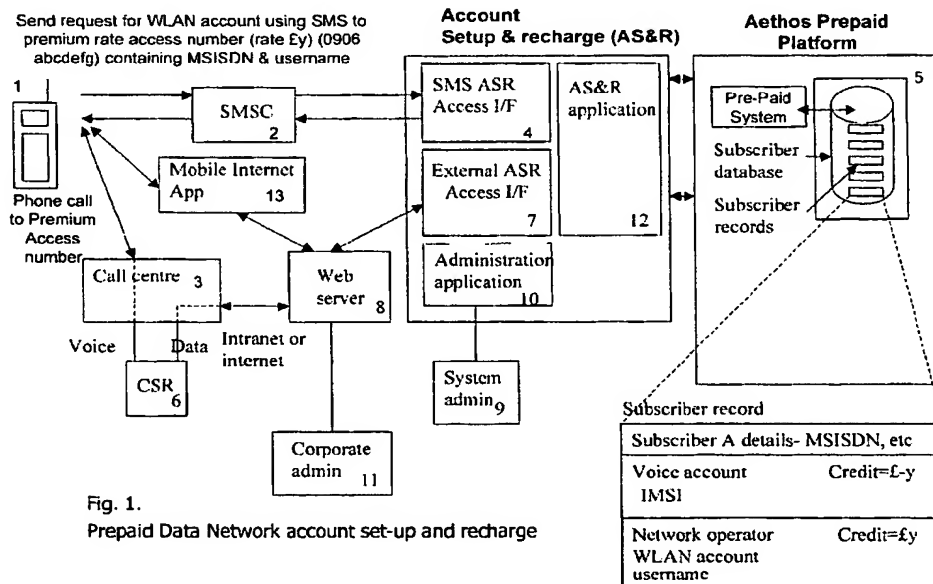 Send request for WLAN account using SMS to
premium rate access number (rate £y) (0906
abcdefg) containing MSISDN & username
Account
Setup & recharge (AS&R)
Aethos Prepaid
Platform
1
SMSC
2
SMS ASR
Access I/F
4
AS&R
application
12
5
Pre-Paid
System
Subscriber
database
Subscriber
records
Mobile Internet
App
13
External ASR
Access I/F
7
Phone call
to Premium
Access
number
Call centre
3
Web
server
8
Administration
application
10
Voice
Data
Intranet or
internet
CSR
6
System
admin
9
Corporate
admin
11
Subscriber record
Subscriber A details- MSISDN, etc
Voice account Credit=£-y
IMSI
Network operator Credit=£y
WLAN account
username
Fig. 1.
Prepaid Data Network account set-up and recharge